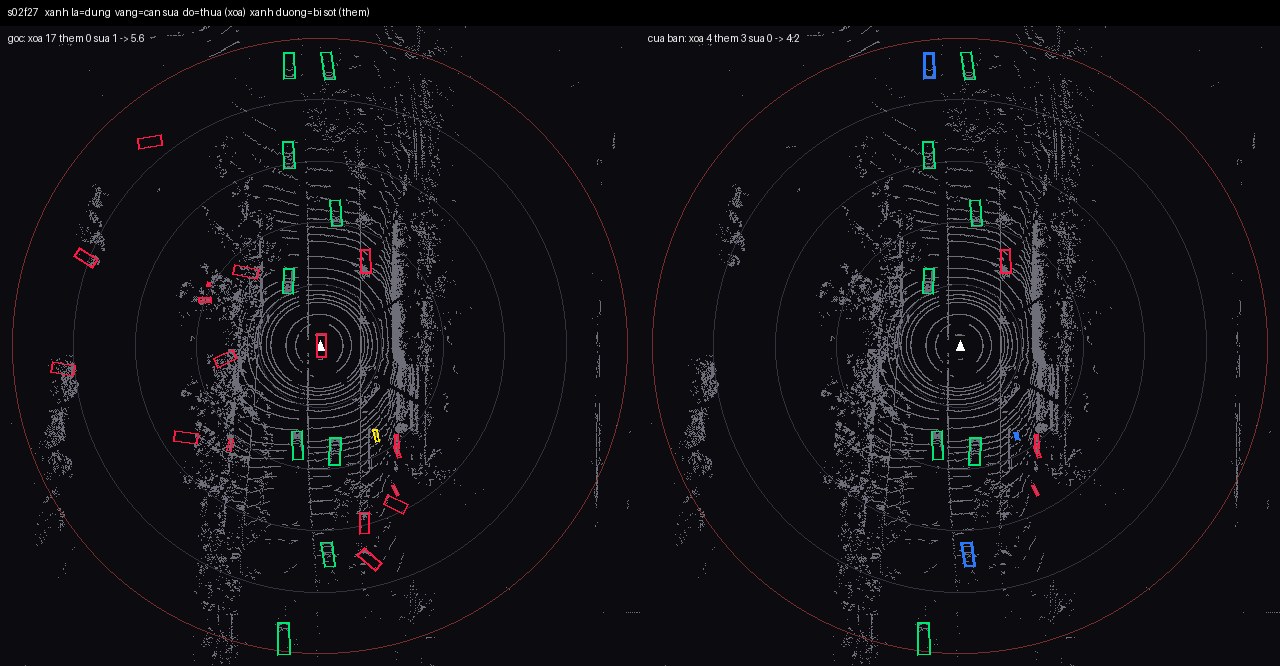 s02f27 xanh la=dung vang=can sua do=thua (xoa) xanh duong=bi sot (them)
goc: xoa 17 them 0 sua 1 -> 5.6
cua ban: xoa 4 them 3 sua 0 -> 4.2